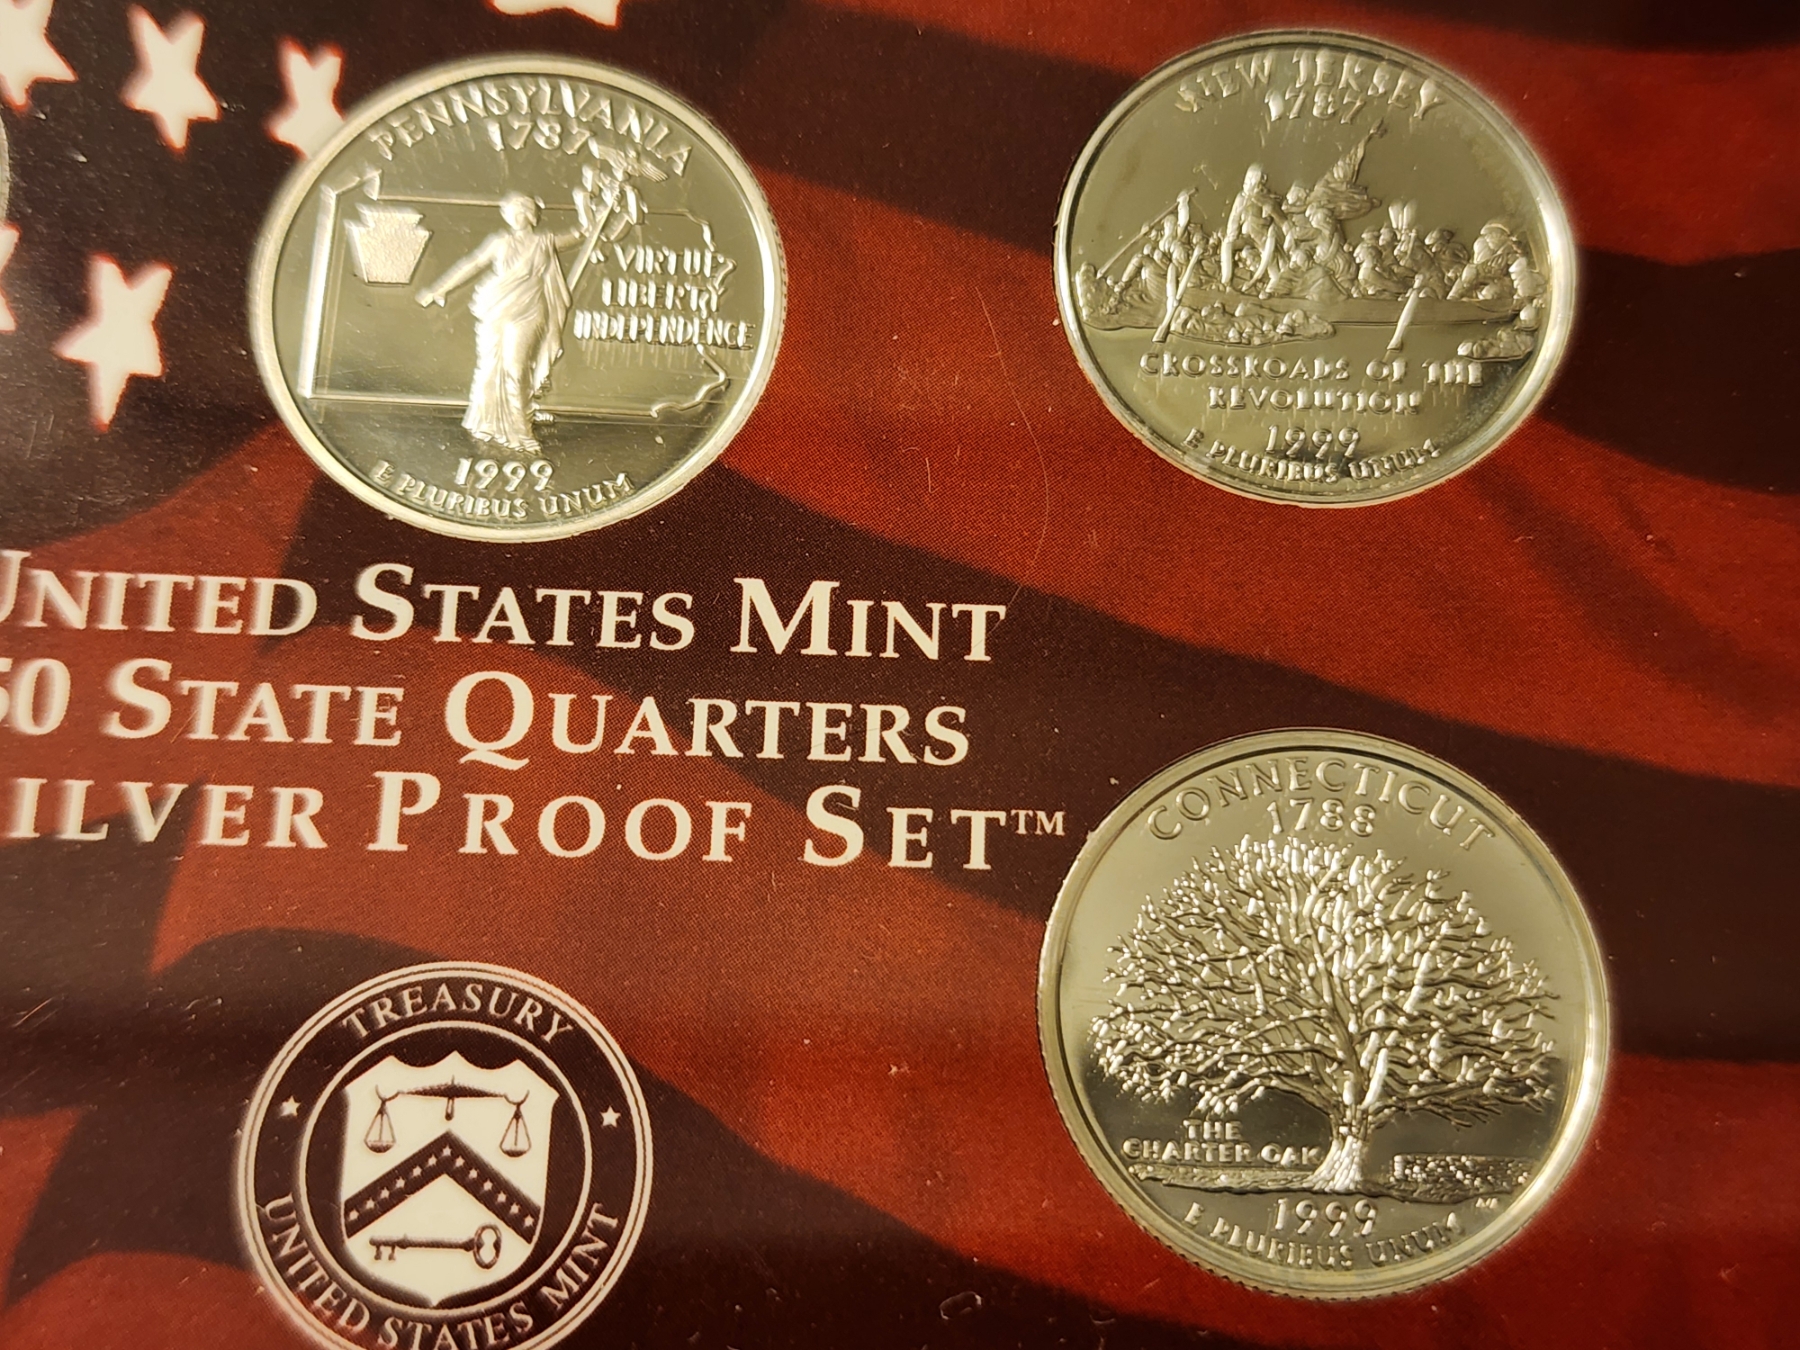 PENNSYLVANIA
1787
VIRTUE
LIBERTY
INDEPENDENCE
1999
E PLURIBUS UNUM
NEW JERSEY
1787
CROSSROADS OF THE
REVOLUTION
1999
E PLURIBUS UNUM
UNITED STATES MINT
50 STATE QUARTERS
SILVER PROOF SET™
CONNECTICUT
1788
THE
CHARTER OAK
1999
E PLURIBUS UNUM
TREASURY
UNITED STATES MINT